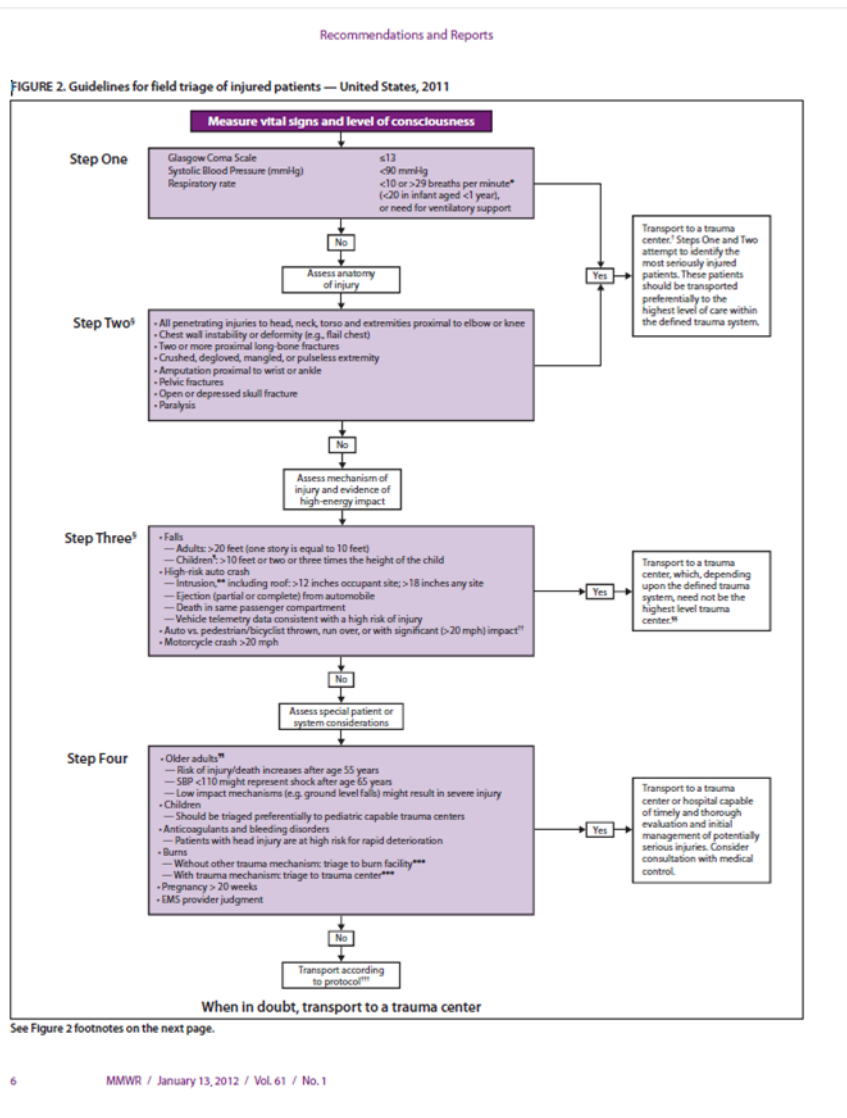 Recommendations and Reports
FIGURE 2. Guidelines for field triage of injured patients — United States, 2011
Measure vital signs and level of consciousness
Step One
Glasgow Coma Scale ≤13
Systolic Blood Pressure (mmHg) <90 mmHg
Respiratory rate <10 or >29 breaths per minute*
(<20 in infant aged <1 year),
or need for ventilatory support
No
Assess anatomy
of injury
Yes
Transport to a trauma
center.† Steps One and Two
attempt to identify the
most seriously injured
patients. These patients
should be transported
preferentially to the
highest level of care within
the defined trauma system.
Step Two§
• All penetrating injuries to head, neck, torso and extremities proximal to elbow or knee
• Chest wall instability or deformity (e.g., flail chest)
• Two or more proximal long-bone fractures
• Crushed, degloved, mangled, or pulseless extremity
• Amputation proximal to wrist or ankle
• Pelvic fractures
• Open or depressed skull fracture
• Paralysis
No
Assess mechanism of
injury and evidence of
high-energy impact
Step Three§
• Falls
— Adults: >20 feet (one story is equal to 10 feet)
— Children¶: >10 feet or two or three times the height of the child
• High-risk auto crash
— Intrusion,** including roof: >12 inches occupant site; >18 inches any site
— Ejection (partial or complete) from automobile
— Death in same passenger compartment
— Vehicle telemetry data consistent with a high risk of injury
• Auto vs. pedestrian/bicyclist thrown, run over, or with significant (>20 mph) impact††
• Motorcycle crash >20 mph
Yes
Transport to a trauma
center, which, depending
upon the defined trauma
system, need not be the
highest level trauma
center.§§
No
Assess special patient or
system considerations
Step Four
• Older adults¶¶
— Risk of injury/death increases after age 55 years
— SBP <110 might represent shock after age 65 years
— Low impact mechanisms (e.g. ground level falls) might result in severe injury
• Children
— Should be triaged preferentially to pediatric capable trauma centers
• Anticoagulants and bleeding disorders
— Patients with head injury are at high risk for rapid deterioration
• Burns
— Without other trauma mechanism: triage to burn facility***
— With trauma mechanism: triage to trauma center***
• Pregnancy > 20 weeks
• EMS provider judgment
Yes
Transport to a trauma
center or hospital capable
of timely and thorough
evaluation and initial
management of potentially
serious injuries. Consider
consultation with medical
control.
No
Transport according
to protocol†††
When in doubt, transport to a trauma center
See Figure 2 footnotes on the next page.
6 MMWR / January 13, 2012 / Vol. 61 / No. 1